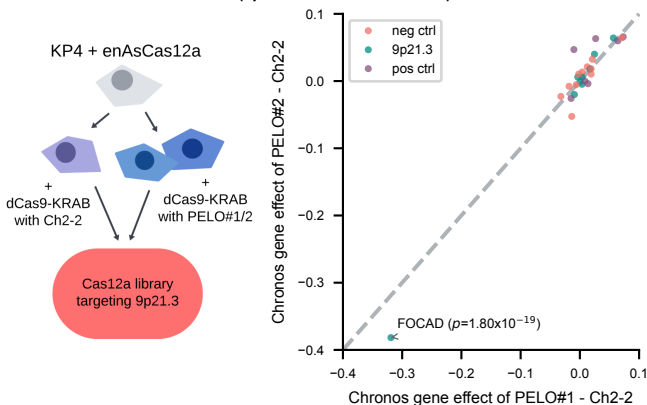 KP4 + enAsCas12a
+
dCas9-KRAB
with Ch2-2
+
dCas9-KRAB
with PELO#1/2
Cas12a library
targeting 9p21.3
Chronos gene effect of PELO#2 - Ch2-2
0.1
0.0
−0.1
−0.2
−0.3
−0.4
neg ctrl
9p21.3
pos ctrl
FOCAD (p=1.80x10⁻¹⁹)
−0.4 −0.3 −0.2 −0.1 0.0 0.1
Chronos gene effect of PELO#1 - Ch2-2